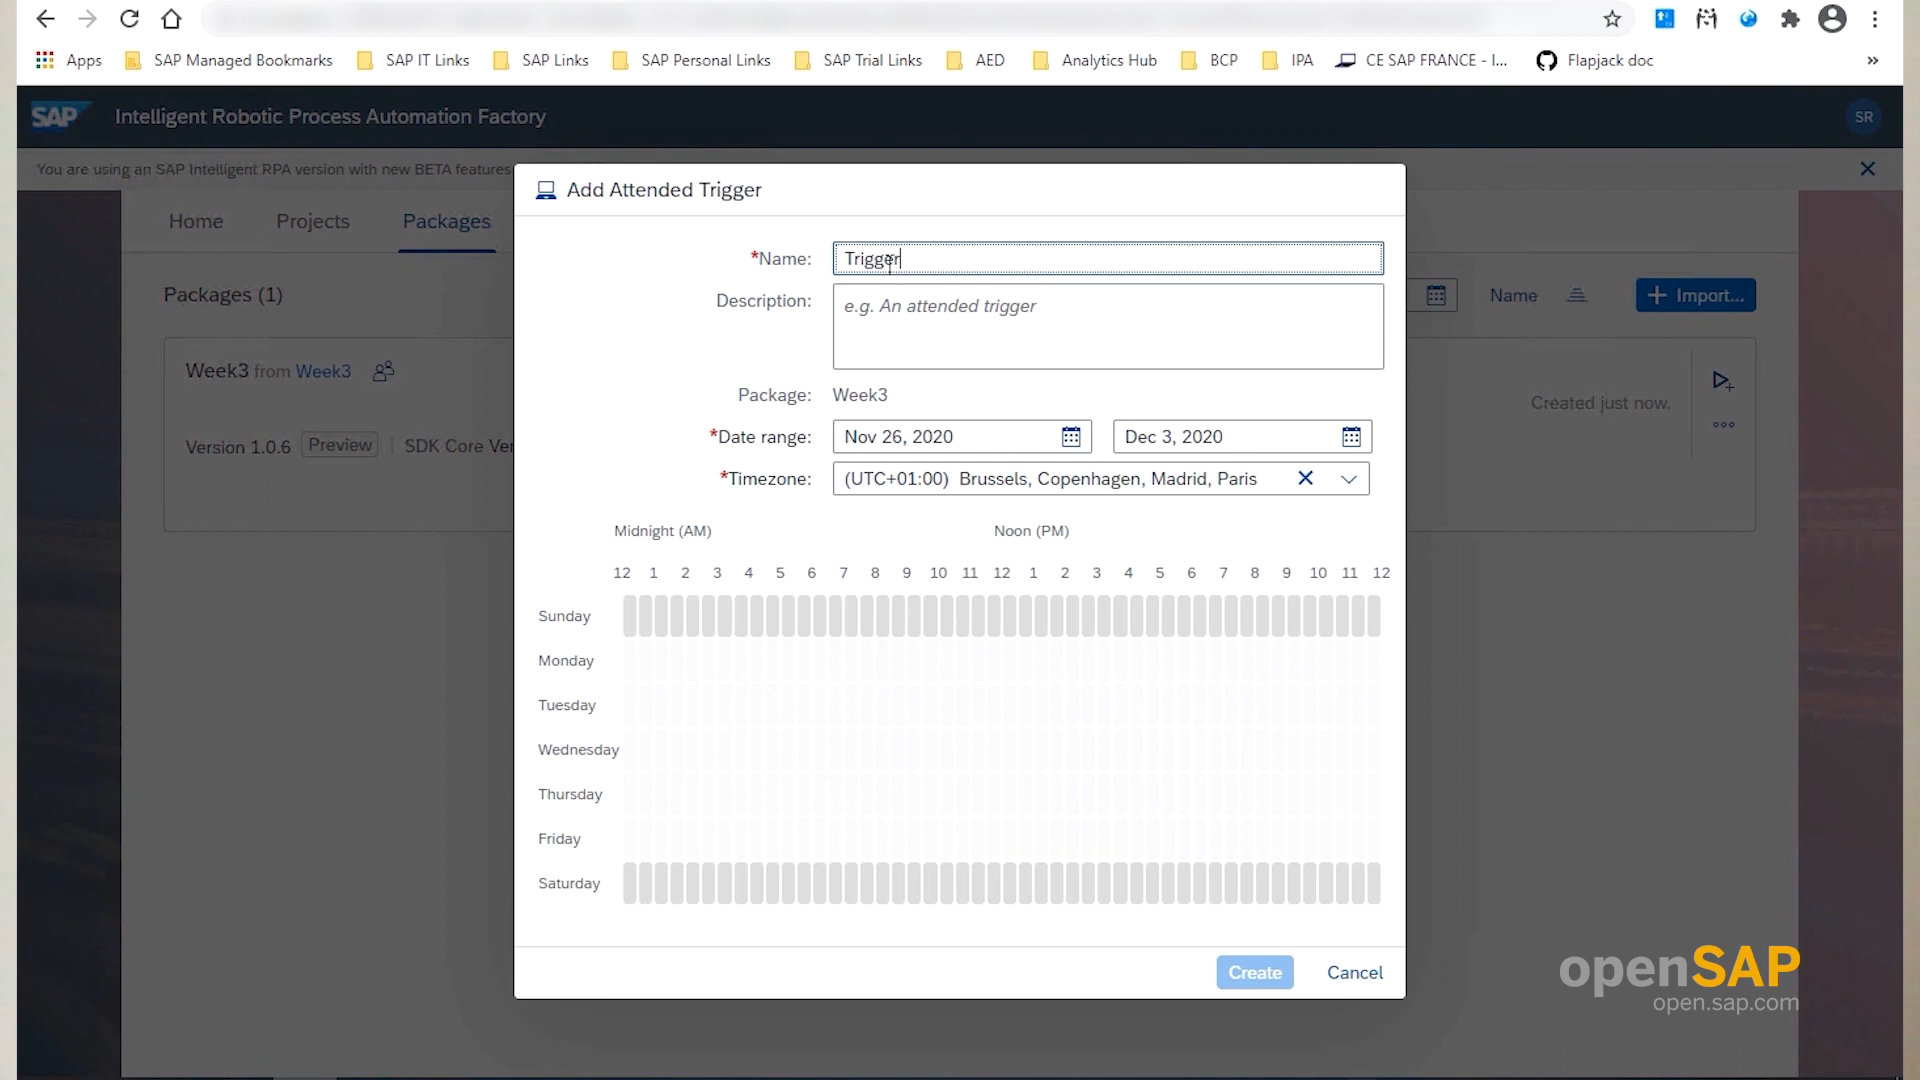 Apps SAP Managed Bookmarks SAP IT Links SAP Links SAP Personal Links SAP Trial Links AED Analytics Hub BCP IPA CE SAP FRANCE - I... Flapjack doc »
SAP Intelligent Robotic Process Automation Factory SR
You are using an SAP Intelligent RPA version with new BETA features
Add Attended Trigger
Home Projects Packages
*Name: Trigger
Packages (1)
Description: e.g. An attended trigger
Name Import...
Week3 from Week3
Package: Week3
Created just now.
*Date range: Nov 26, 2020 Dec 3, 2020
Version 1.0.6 Preview SDK Core Ver
*Timezone: (UTC+01:00) Brussels, Copenhagen, Madrid, Paris
Midnight (AM) Noon (PM)
12 1 2 3 4 5 6 7 8 9 10 11 12 1 2 3 4 5 6 7 8 9 10 11 12
Sunday
Monday
Tuesday
Wednesday
Thursday
Friday
Saturday
Create Cancel
openSAP
open.sap.com